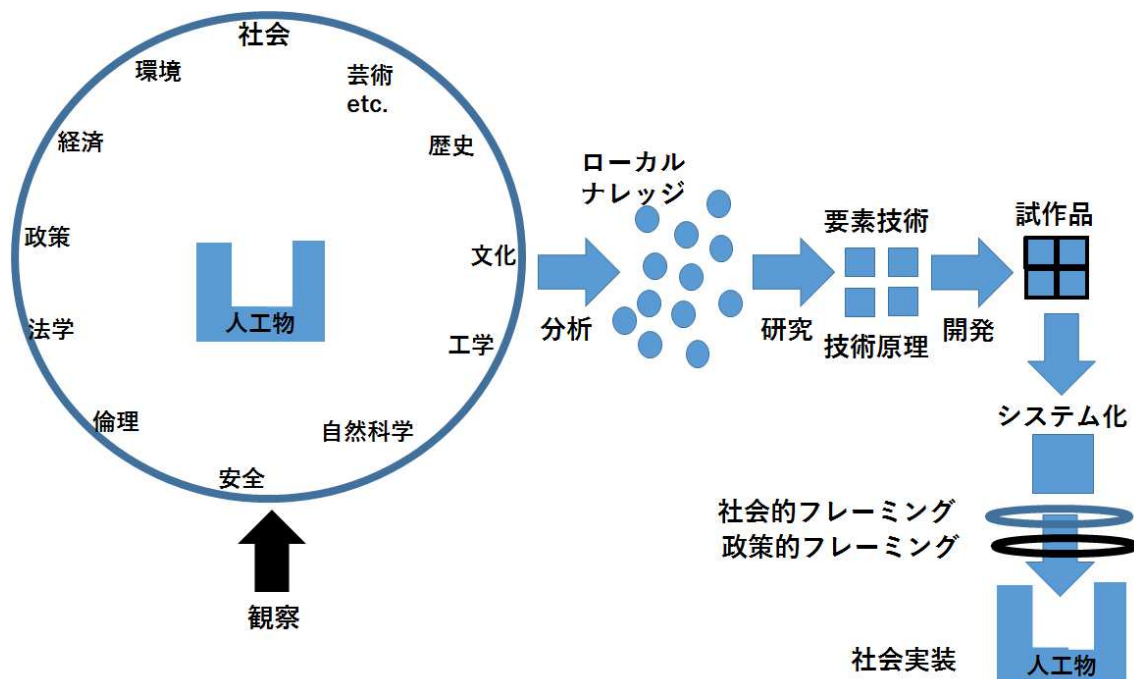 社会
環境
芸術
etc.
経済
歴史
政策
文化
人工物
法学
工学
倫理
自然科学
安全
観察
分析
ローカル
ナレッジ
研究
要素技術
技術原理
開発
試作品
システム化
社会的フレーミング
政策的フレーミング
社会実装
人工物